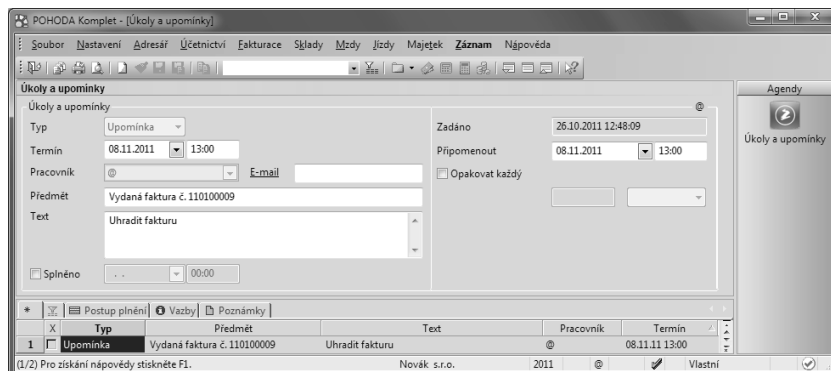 POHODA Komplet - [Úkoly a upomínky]
Soubor Nastavení Adresář Účetnictví Fakturace Sklady Mzdy Jízdy Majetek Záznam Nápověda
Úkoly a upomínky
Agendy
Úkoly a upomínky
@
Typ Upomínka
Zadáno 26.10.2011 12:48:09
Úkoly a upomínky
Termín 08.11.2011 13:00
Připomenout 08.11.2011 13:00
Pracovník @ E-mail
Opakovat každý
Předmět Vydaná faktura č. 110100009
Text Uhradit fakturu
Splněno . . 00:00
* Postup plnění Vazby Poznámky
X Typ Předmět Text Pracovník Termín
1 Upomínka Vydaná faktura č. 110100009 Uhradit fakturu @ 08.11.11 13:00
(1/2) Pro získání nápovědy stiskněte F1. Novák s.r.o. 2011 @ Vlastní